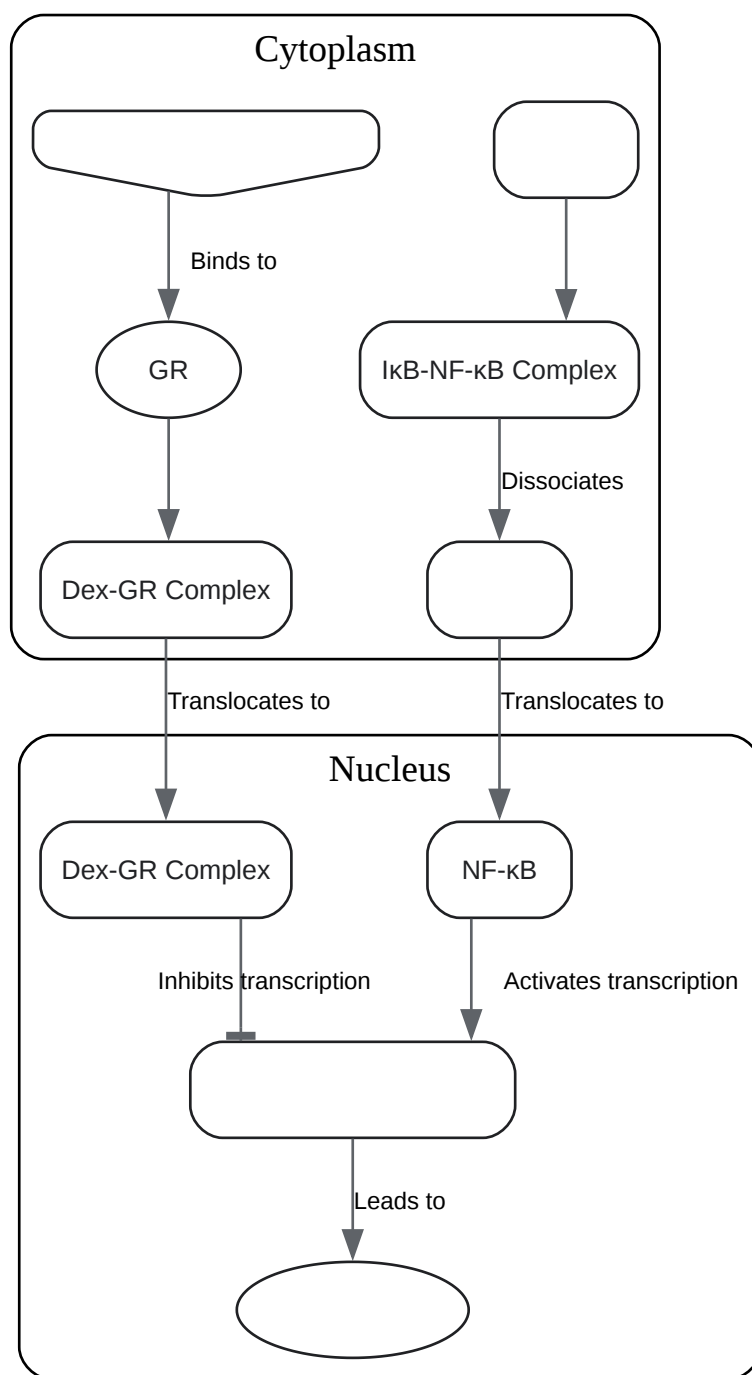 Cytoplasm
Binds to
GR
IκB-NF-κB Complex
Dissociates
Dex-GR Complex
Translocates to
Translocates to
Nucleus
Dex-GR Complex
NF-κB
Inhibits transcription
Activates transcription
Leads to